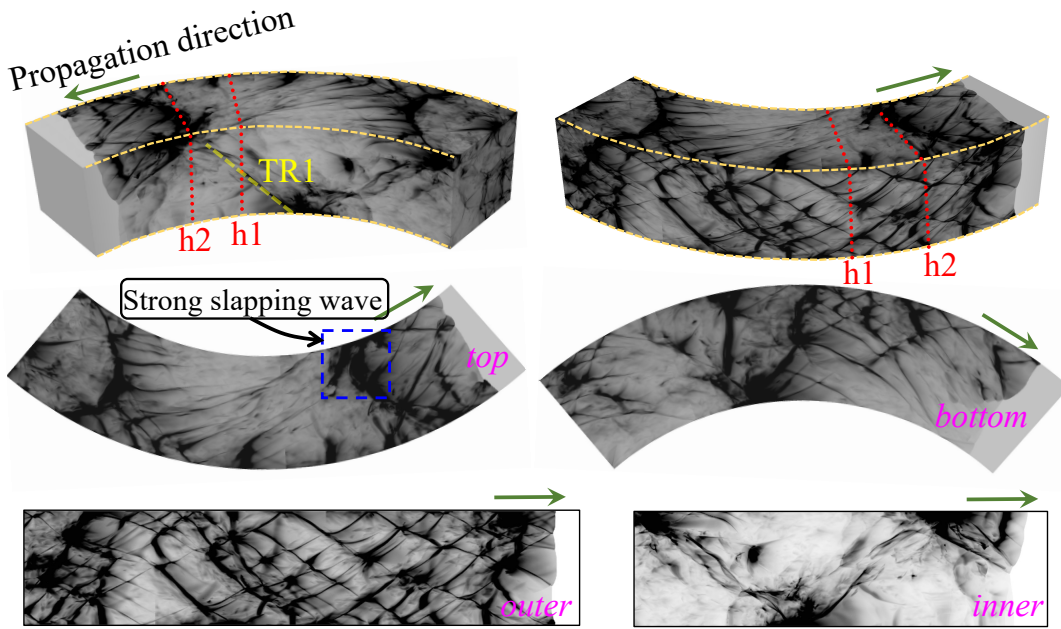 Propagation direction
TR1
h2
h1
h1
h2
Strong slapping wave
top
bottom
outer
inner